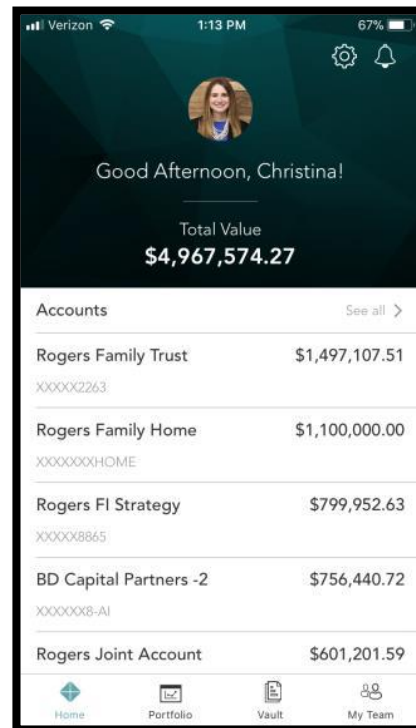 Verizon 1:13 PM 67%
Good Afternoon, Christina!
Total Value
$4,967,574.27
Accounts See all >
Rogers Family Trust $1,497,107.51
XXXXX2263
Rogers Family Home $1,100,000.00
XXXXXXXHOME
Rogers FI Strategy $799,952.63
XXXXX8865
BD Capital Partners -2 $756,440.72
XXXXXX8-AI
Rogers Joint Account $601,201.59
Home Portfolio Vault My Team